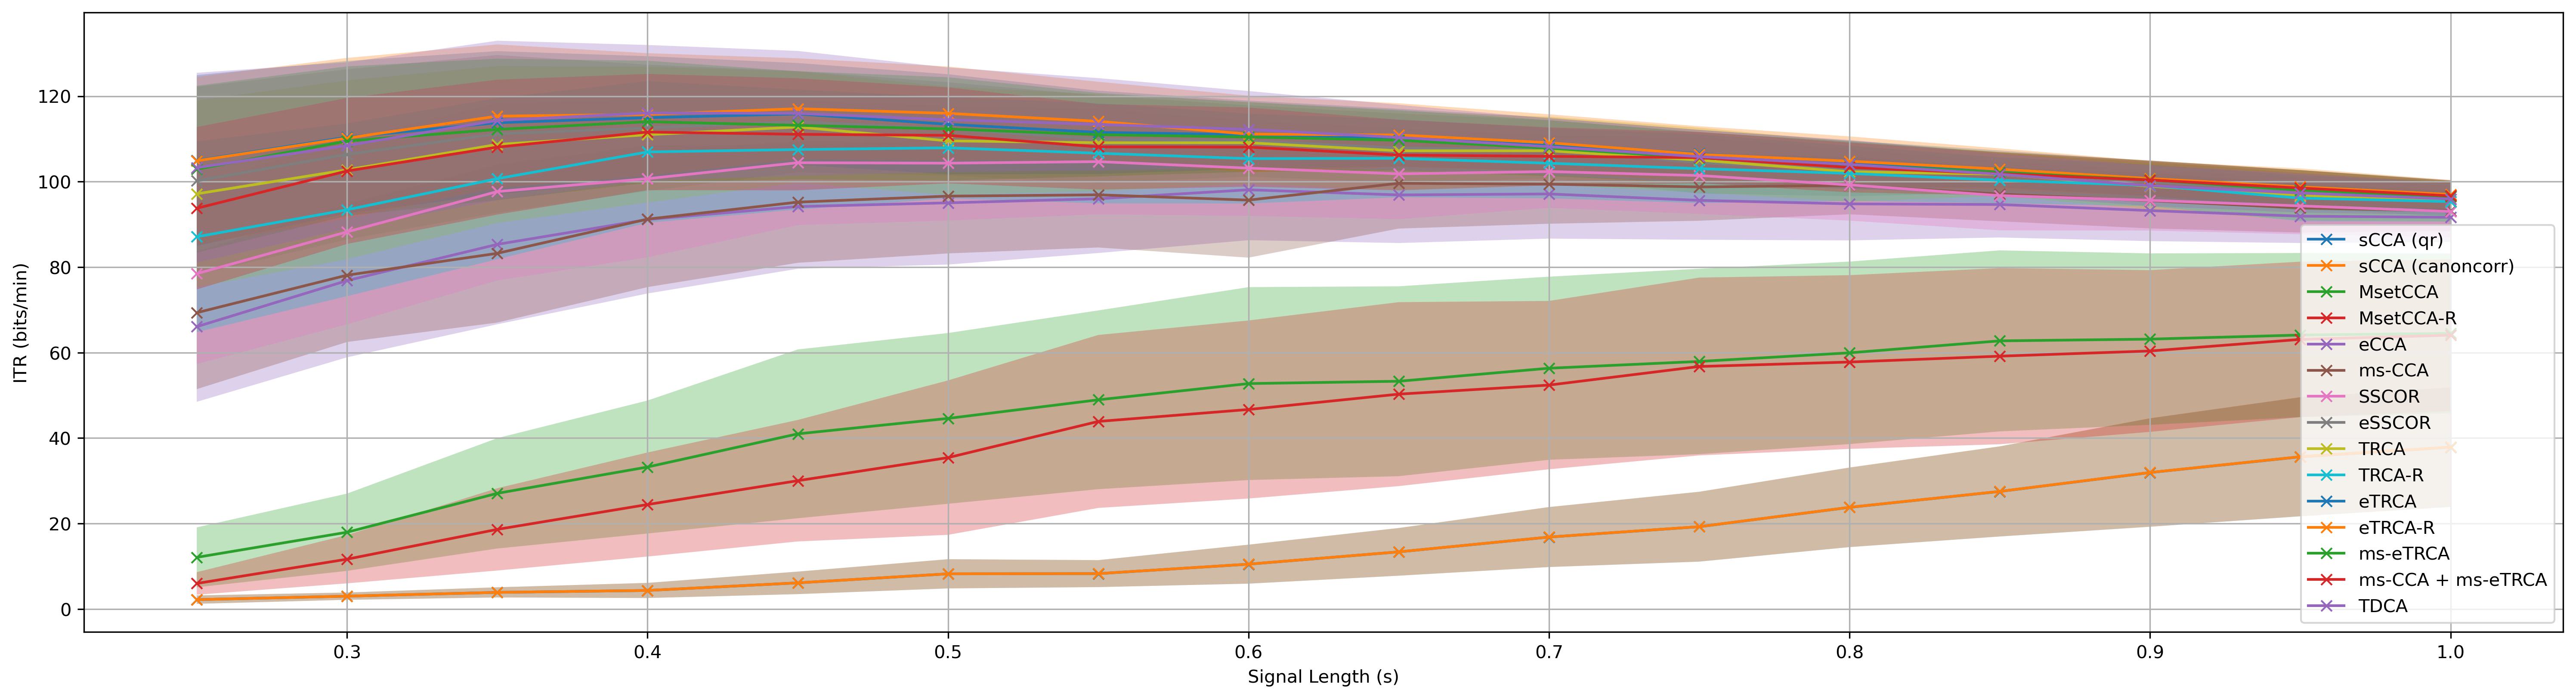 120
100
80
60
40
20
0
ITR (bits/min)
0.3
0.4
0.5
0.6
0.7
0.8
0.9
1.0
Signal Length (s)
sCCA (qr)
sCCA (canoncorr)
MsetCCA
MsetCCA-R
eCCA
ms-CCA
SSCOR
eSSCOR
TRCA
TRCA-R
eTRCA
eTRCA-R
ms-eTRCA
ms-CCA + ms-eTRCA
TDCA